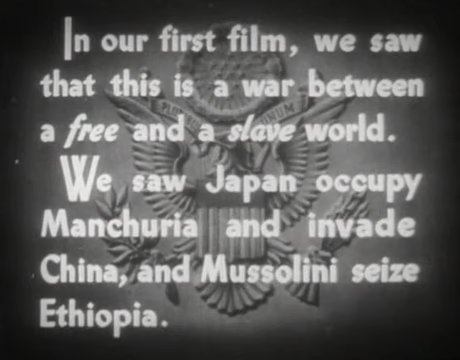 In our first film, we saw
that this is a war between
a free and a slave world.
We saw Japan occupy
Manchuria and invade
China, and Mussolini seize
Ethiopia.